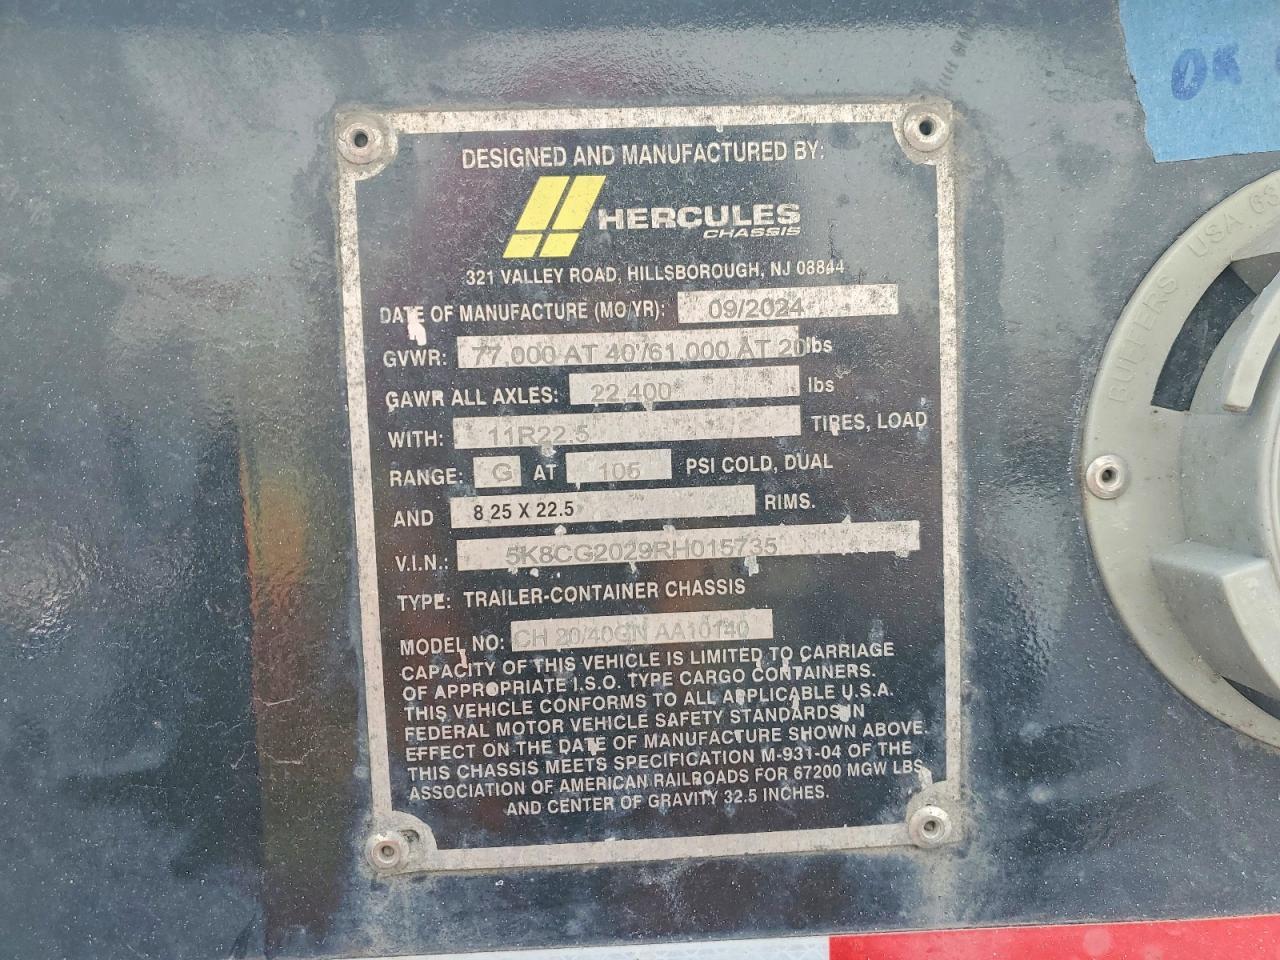 OK
DESIGNED AND MANUFACTURED BY:
HERCULES
CHASSIS
321 VALLEY ROAD, HILLSBOROUGH, NJ 08844
DATE OF MANUFACTURE (MO/YR): 09/2024
GVWR: 77,000 AT 40'/61,000 AT 20 lbs
GAWR ALL AXLES: 22,400 lbs
WITH: 11R22.5 TIRES, LOAD
RANGE: G AT 105 PSI COLD, DUAL
AND 8 25 X 22.5 RIMS.
V.I.N.: 5K8CG2029RH015735
TYPE: TRAILER-CONTAINER CHASSIS
MODEL NO: CH 20/40GN AA10140
CAPACITY OF THIS VEHICLE IS LIMITED TO CARRIAGE
OF APPROPRIATE I.S.O. TYPE CARGO CONTAINERS.
THIS VEHICLE CONFORMS TO ALL APPLICABLE U.S.A.
FEDERAL MOTOR VEHICLE SAFETY STANDARDS IN
EFFECT ON THE DATE OF MANUFACTURE SHOWN ABOVE.
THIS CHASSIS MEETS SPECIFICATION M-931-04 OF THE
ASSOCIATION OF AMERICAN RAILROADS FOR 67200 MGW LBS
AND CENTER OF GRAVITY 32.5 INCHES.
BETTS USA 63